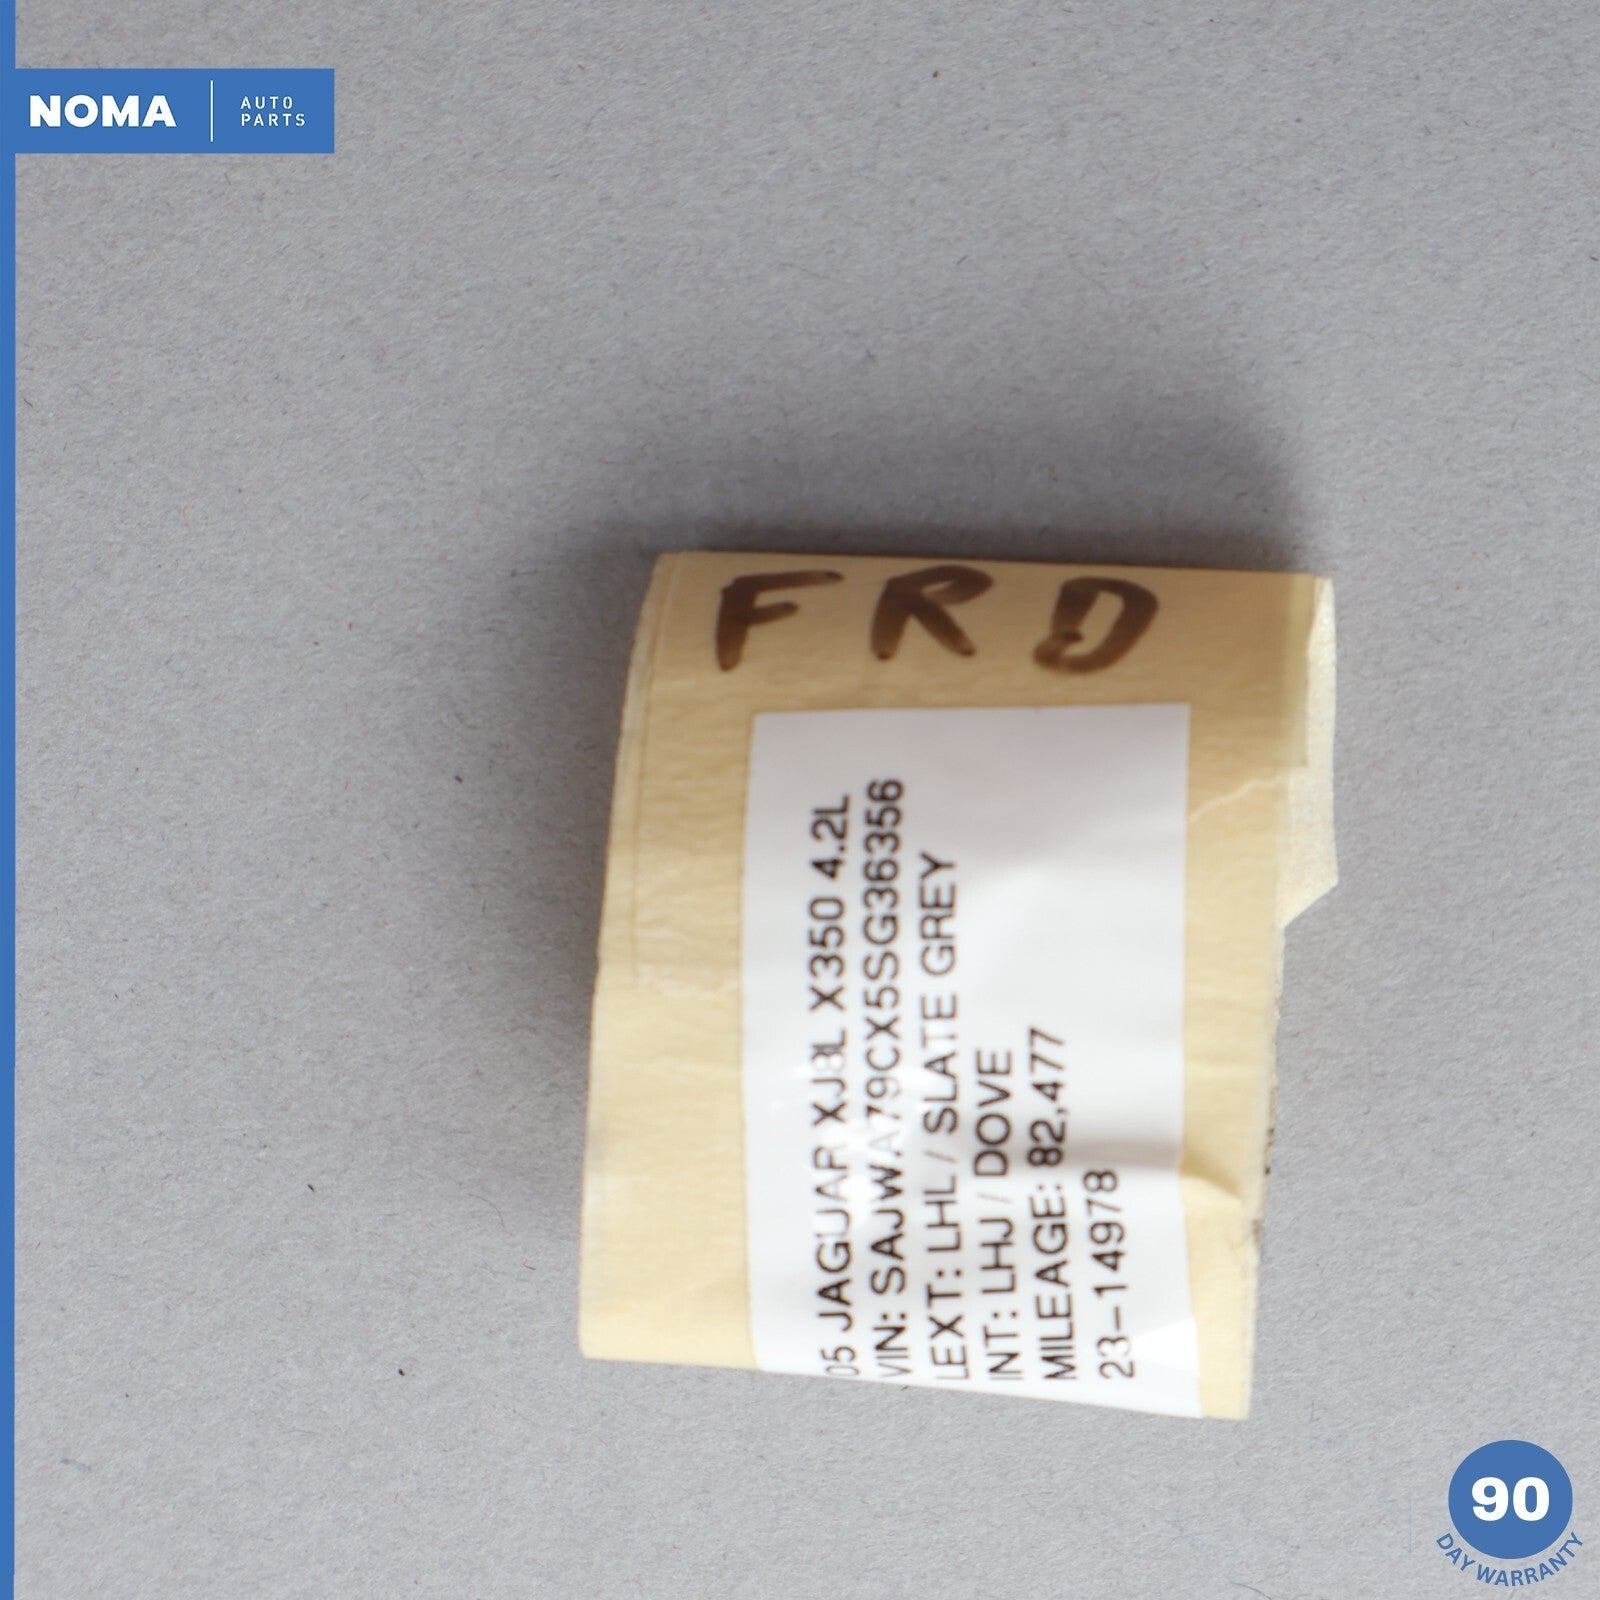 NOMA
AUTO
PARTS
FRD
05 JAGUAR XJ8L X350 4.2L
VIN: SAJWA79CX5SG36356
EXT: LHL / SLATE GREY
INT: LHJ / DOVE
MILEAGE: 82,477
23-14978
90
DAY WARRANTY